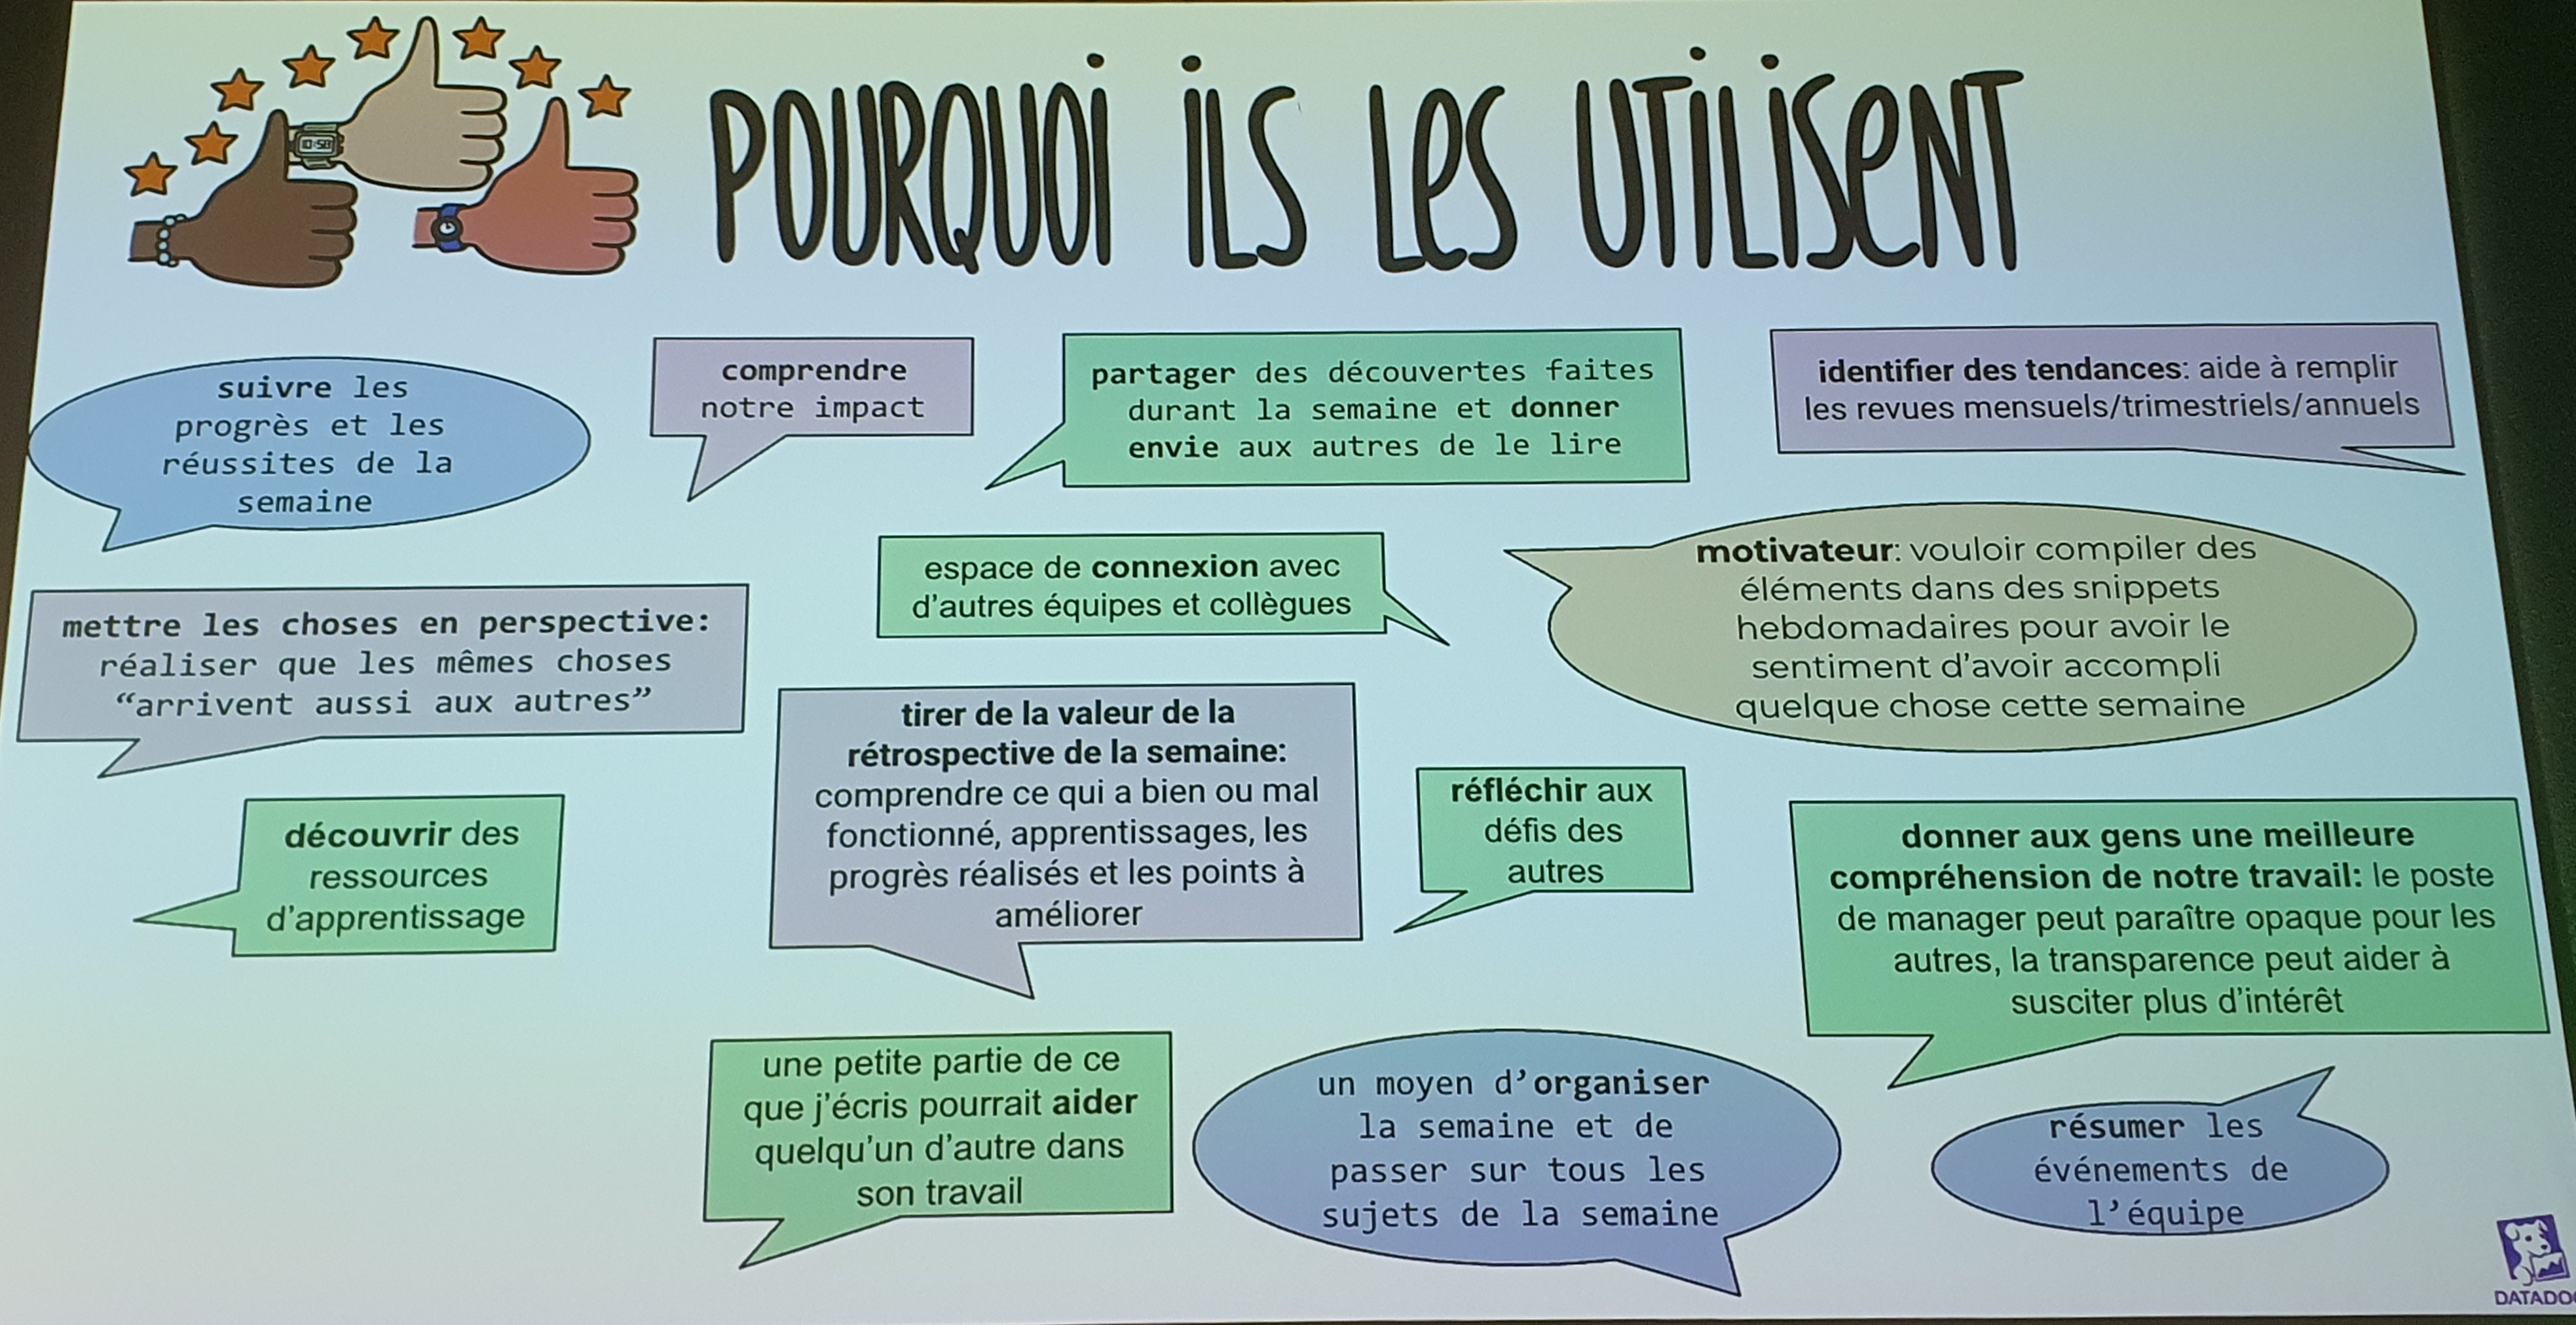 10:58
POURQUOI ILS LES UTILISENT
suivre les
progrès et les
réussites de la
semaine
comprendre
notre impact
partager des découvertes faites
durant la semaine et donner
envie aux autres de le lire
identifier des tendances: aide à remplir
les revues mensuels/trimestriels/annuels
mettre les choses en perspective:
réaliser que les mêmes choses
“arrivent aussi aux autres”
espace de connexion avec
d'autres équipes et collègues
motivateur: vouloir compiler des
éléments dans des snippets
hebdomadaires pour avoir le
sentiment d'avoir accompli
quelque chose cette semaine
découvrir des
ressources
d'apprentissage
tirer de la valeur de la
rétrospective de la semaine:
comprendre ce qui a bien ou mal
fonctionné, apprentissages, les
progrès réalisés et les points à
améliorer
réfléchir aux
défis des
autres
donner aux gens une meilleure
compréhension de notre travail: le poste
de manager peut paraître opaque pour les
autres, la transparence peut aider à
susciter plus d'intérêt
une petite partie de ce
que j'écris pourrait aider
quelqu'un d'autre dans
son travail
un moyen d’organiser
la semaine et de
passer sur tous les
sujets de la semaine
résumer les
événements de
l’équipe
DATADO